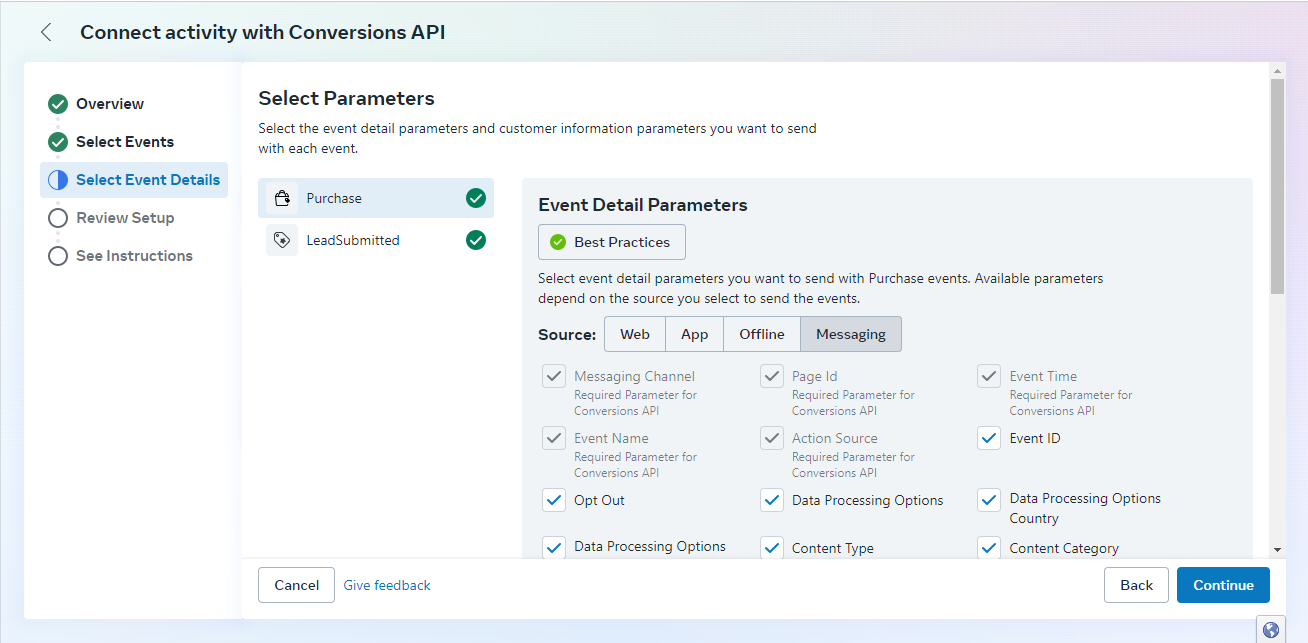 Connect activity with Conversions API
Overview
Select Events
Select Event Details
Review Setup
See Instructions
Select Parameters
Select the event detail parameters and customer information parameters you want to send
with each event.
Purchase
LeadSubmitted
Event Detail Parameters
Best Practices
Select event detail parameters you want to send with Purchase events. Available parameters
depend on the source you select to send the events.
Source: Web App Offline Messaging
Messaging Channel
Required Parameter for
Conversions API
Page Id
Required Parameter for
Conversions API
Event Time
Required Parameter for
Conversions API
Event Name
Required Parameter for
Conversions API
Action Source
Required Parameter for
Conversions API
Event ID
Opt Out
Data Processing Options
Data Processing Options
Country
Data Processing Options
Content Type
Content Category
Cancel Give feedback Back Continue